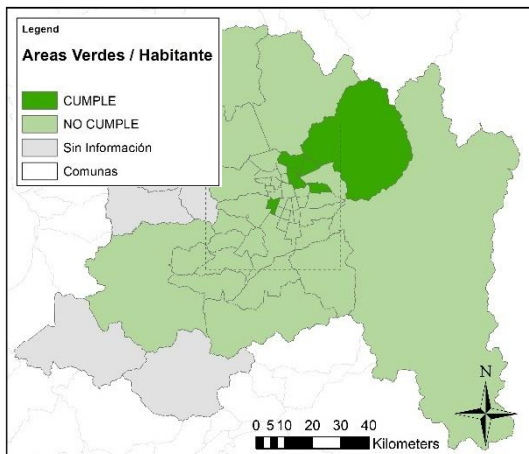 Legend
Areas Verdes / Habitante
CUMPLE
NO CUMPLE
Sin Información
Comunas
N
0 5 10 20 30 40
Kilometers